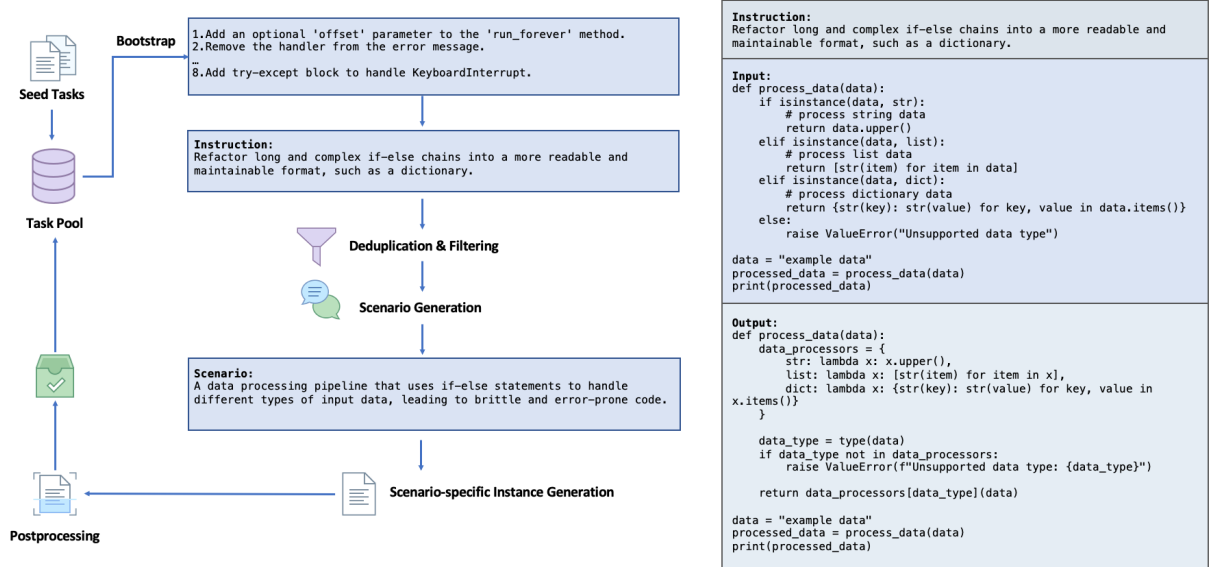 Seed Tasks
Bootstrap
1.Add an optional 'offset' parameter to the 'run_forever' method.
2.Remove the handler from the error message.
…
8.Add try-except block to handle KeyboardInterrupt.
Task Pool
Instruction:
Refactor long and complex if-else chains into a more readable and
maintainable format, such as a dictionary.
Deduplication & Filtering
Scenario Generation
Scenario:
A data processing pipeline that uses if-else statements to handle
different types of input data, leading to brittle and error-prone code.
Scenario-specific Instance Generation
Postprocessing
Instruction:
Refactor long and complex if-else chains into a more readable and
maintainable format, such as a dictionary.
Input:
def process_data(data):
    if isinstance(data, str):
        # process string data
        return data.upper()
    elif isinstance(data, list):
        # process list data
        return [str(item) for item in data]
    elif isinstance(data, dict):
        # process dictionary data
        return {str(key): str(value) for key, value in data.items()}
    else:
        raise ValueError("Unsupported data type")
data = "example data"
processed_data = process_data(data)
print(processed_data)
Output:
def process_data(data):
    data_processors = {
        str: lambda x: x.upper(),
        list: lambda x: [str(item) for item in x],
        dict: lambda x: {str(key): str(value) for key, value in
x.items()}
    }
    data_type = type(data)
    if data_type not in data_processors:
        raise ValueError(f"Unsupported data type: {data_type}")
    return data_processors[data_type](data)
data = "example data"
processed_data = process_data(data)
print(processed_data)